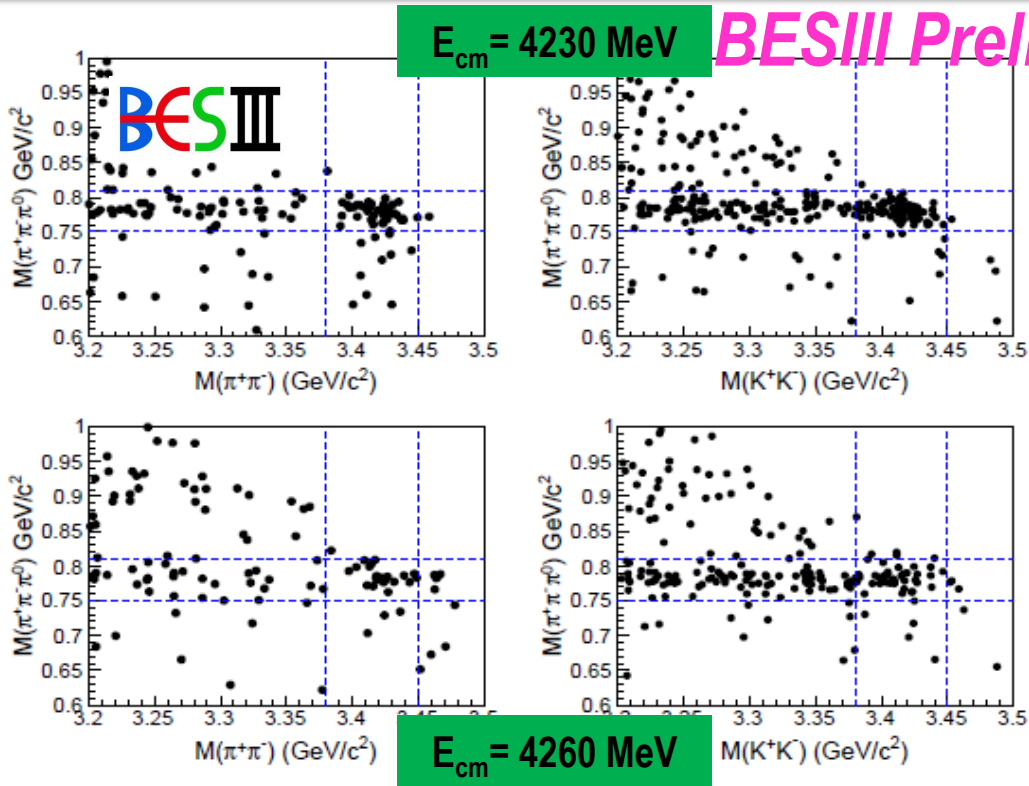 E_cm= 4230 MeV
BESIII Preli
BESIII
1
0.95
0.9
0.85
0.8
0.75
0.7
0.65
0.6
M(π⁺π⁻π⁰) GeV/c²
3.2 3.25 3.3 3.35 3.4 3.45 3.5
M(π⁺π⁻) (GeV/c²)
1
0.95
0.9
0.85
0.8
0.75
0.7
0.65
0.6
M(π⁺π⁻π⁰) GeV/c²
3.2 3.25 3.3 3.35 3.4 3.45 3.5
M(K⁺K⁻) (GeV/c²)
1
0.95
0.9
0.85
0.8
0.75
0.7
0.65
0.6
M(π⁺π⁻π⁰) GeV/c²
3.2 3.25 3.3 3.35 3.4 3.45 3.5
M(π⁺π⁻) (GeV/c²)
1
0.95
0.9
0.85
0.8
0.75
0.7
0.65
0.6
M(π⁺π⁻π⁰) GeV/c²
3.2 3.25 3.3 3.35 3.4 3.45 3.5
M(K⁺K⁻) (GeV/c²)
E_cm= 4260 MeV